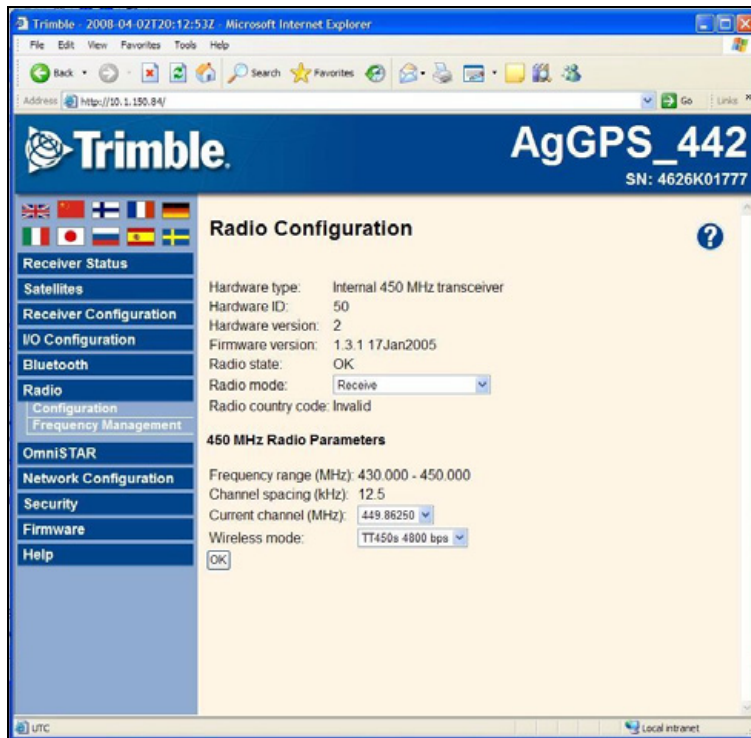 Trimble - 2008-04-02T20:12:53Z - Microsoft Internet Explorer
File Edit View Favorites Tools Help
Back Search Favorites
Address http://10.1.150.84/ Go Links »
Trimble. AgGPS_442
SN: 4626K01777
Radio Configuration
?
Receiver Status
Satellites
Receiver Configuration
I/O Configuration
Bluetooth
Radio
Configuration
Frequency Management
OmniSTAR
Network Configuration
Security
Firmware
Help
Hardware type: Internal 450 MHz transceiver
Hardware ID: 50
Hardware version: 2
Firmware version: 1.3.1 17Jan2005
Radio state: OK
Radio mode: Receive
Radio country code: Invalid
450 MHz Radio Parameters
Frequency range (MHz): 430.000 - 450.000
Channel spacing (kHz): 12.5
Current channel (MHz): 449.86250
Wireless mode: TT450s 4800 bps
OK
UTC Local intranet